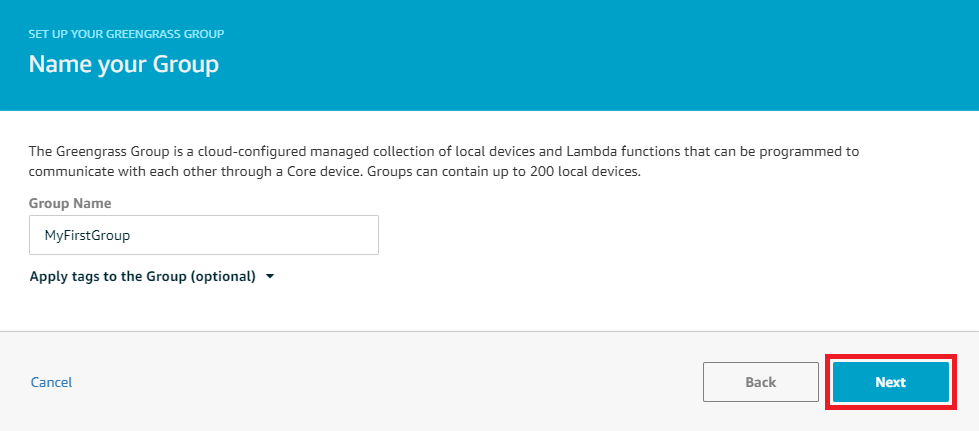 SET UP YOUR GREENGRASS GROUP
Name your Group
The Greengrass Group is a cloud-configured managed collection of local devices and Lambda functions that can be programmed to
communicate with each other through a Core device. Groups can contain up to 200 local devices.
Group Name
MyFirstGroup
Apply tags to the Group (optional)
Cancel
Back
Next